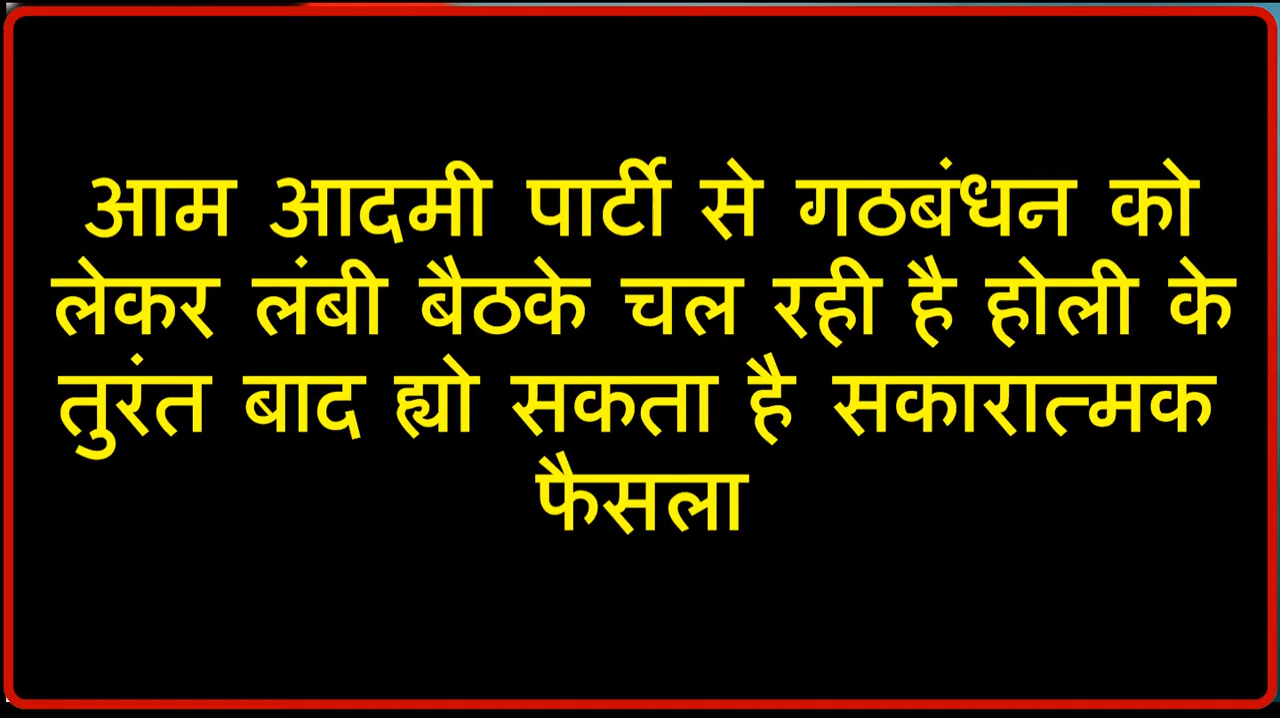 आम आदमी पार्टी से गठबंधन को
लेकर लंबी बैठके चल रही है होली के
तुरंत बाद ह्यो सकता है सकारात्मक
फैसला